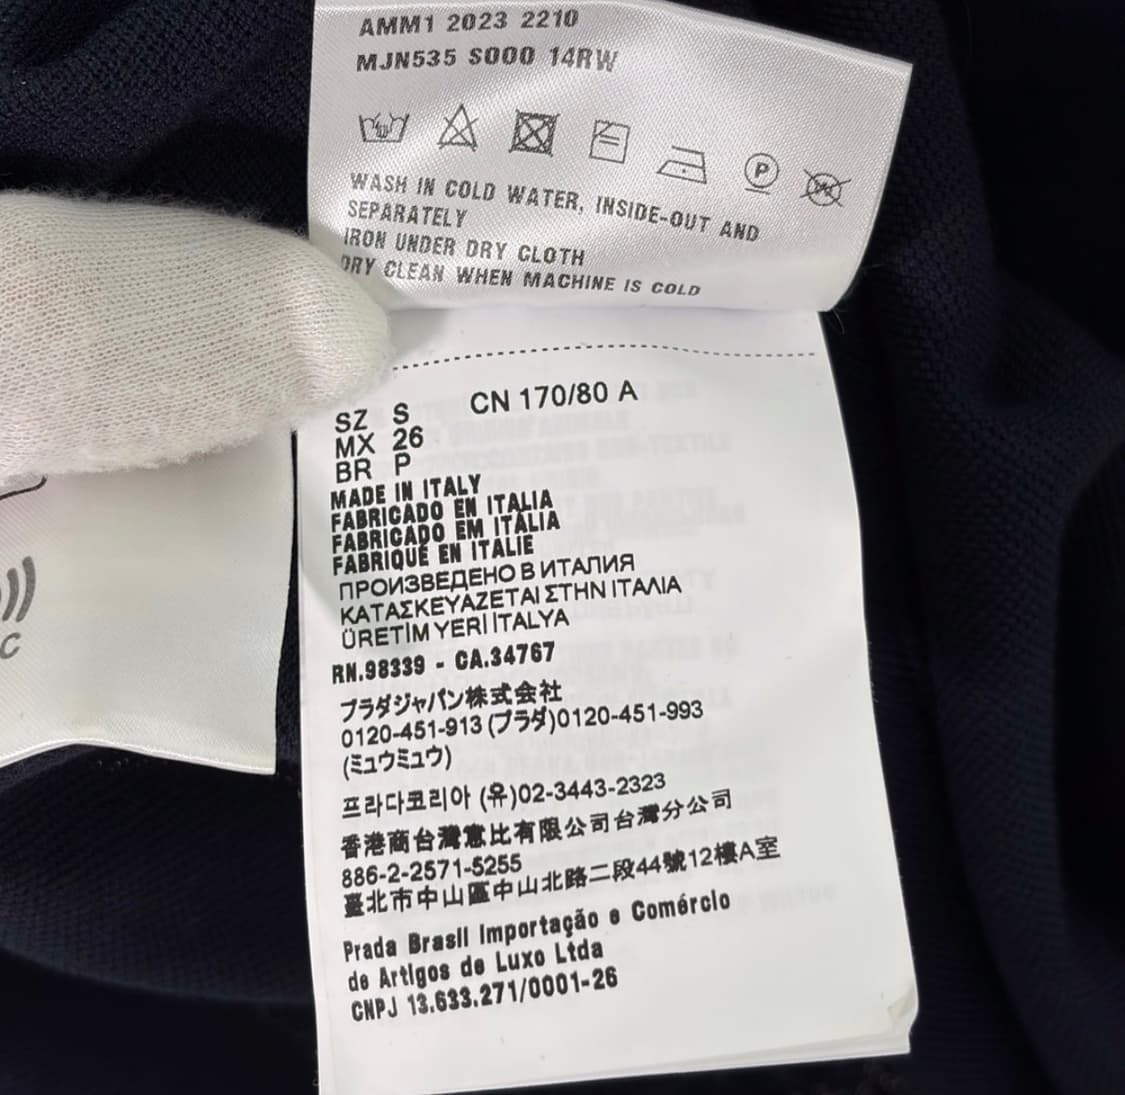 AMM1 2023 2210
MJN535 S000 14RW
P
W
WASH IN COLD WATER, INSIDE-OUT AND
SEPARATELY
IRON UNDER DRY CLOTH
DRY CLEAN WHEN MACHINE IS COLD
SZ S CN 170/80 A
MX 26
BR P
MADE IN ITALY
FABRICADO EN ITALIA
FABRICADO EM ITÁLIA
FABRIQUÉ EN ITALIE
ПРОИЗВЕДЕНО В ИТАЛИЯ
ΚΑΤΑΣΚΕΥΑΖΕΤΑΙ ΣΤΗΝ ΙΤΑΛΙΑ
ÜRETİM YERİ İTALYA
RN.98339 - CA.34767
プラダジャパン株式会社
0120-451-913 (プラダ)0120-451-993
(ミュウミュウ)
프라다코리아 (유)02-3443-2323
香港商台灣意比有限公司台灣分公司
886-2-2571-5255
臺北市中山區中山北路二段44號12樓A室
Prada Brasil Importação e Comércio
de Artigos de Luxo Ltda
CNPJ 13.633.271/0001-26
C